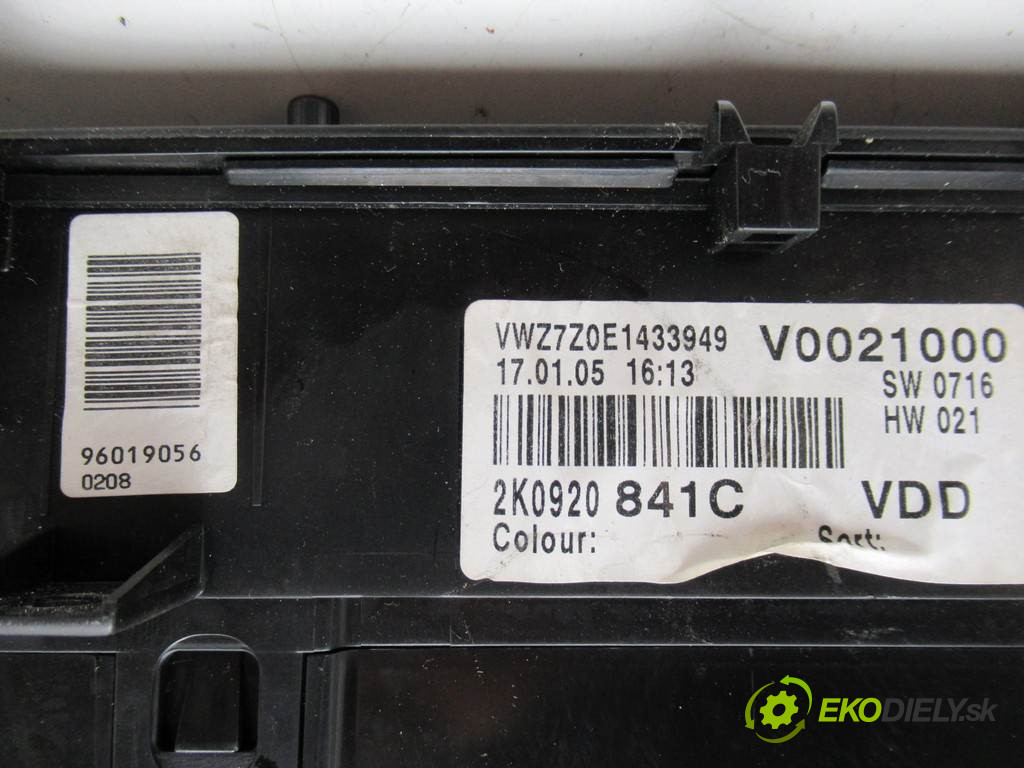 96019056
0208
VWZ7Z0E1433949 V0021000
17.01.05 16:13 SW 0716
HW 021
2K0920 841C VDD
Colour: Sort:
EKODIELY.sk